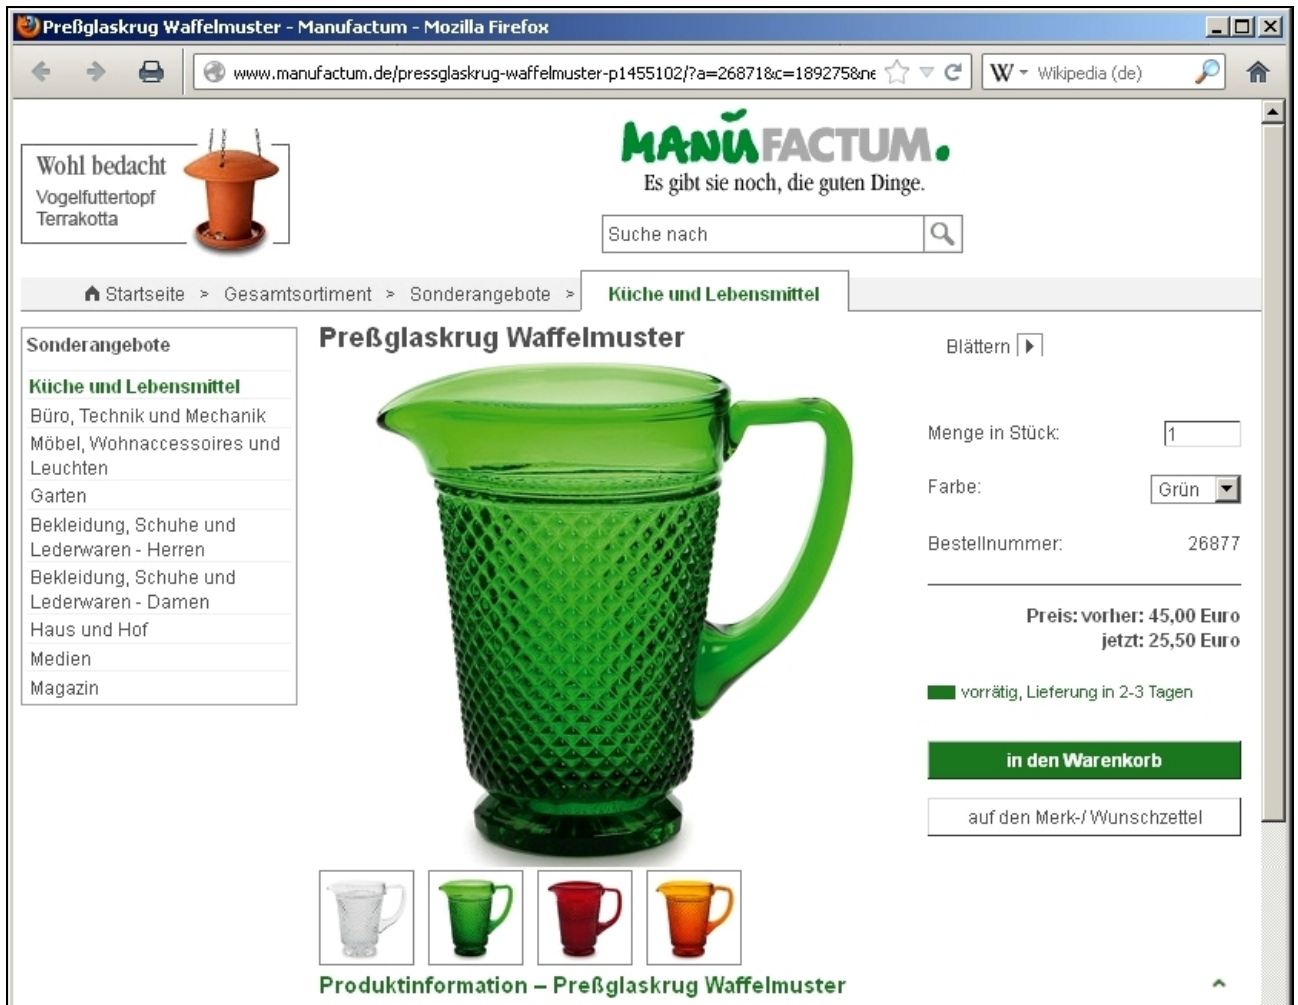 Preßglaskrug Waffelmuster - Manufactum - Mozilla Firefox
www.manufactum.de/pressglaskrug-waffelmuster-p1455102/?a=26871&c=189275&ne
W Wikipedia (de)
Wohl bedacht
Vogelfuttertopf
Terrakotta
MANUFACTUM.
Es gibt sie noch, die guten Dinge.
Suche nach
Startseite > Gesamtsortiment > Sonderangebote > Küche und Lebensmittel
Sonderangebote
Küche und Lebensmittel
Büro, Technik und Mechanik
Möbel, Wohnaccessoires und
Leuchten
Garten
Bekleidung, Schuhe und
Lederwaren - Herren
Bekleidung, Schuhe und
Lederwaren - Damen
Haus und Hof
Medien
Magazin
Preßglaskrug Waffelmuster
Blättern
Menge in Stück: 1
Farbe: Grün
Bestellnummer: 26877
Preis: vorher: 45,00 Euro
jetzt: 25,50 Euro
vorrätig, Lieferung in 2-3 Tagen
in den Warenkorb
auf den Merk-/ Wunschzettel
Produktinformation – Preßglaskrug Waffelmuster